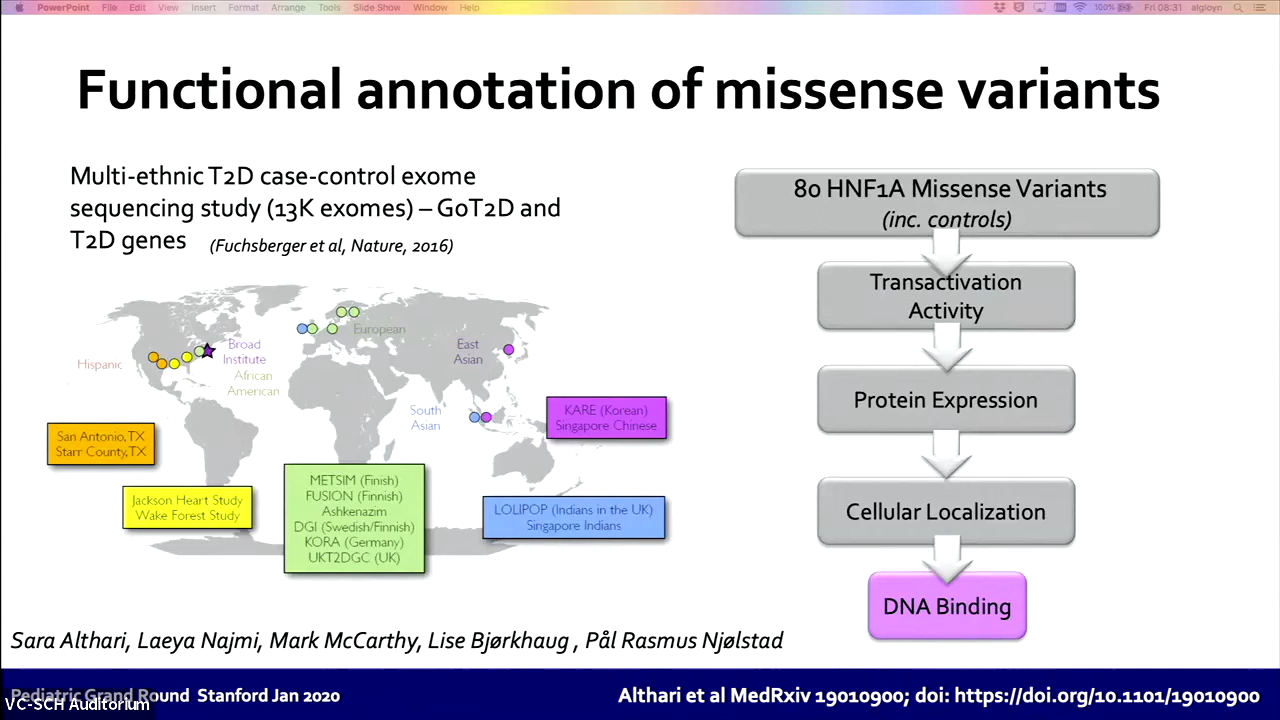 PowerPoint File Edit View Insert Format Arrange Tools Slide Show Window Help 100% Fri 08:31 algloyn
Functional annotation of missense variants
Multi-ethnic T2D case-control exome
sequencing study (13K exomes) – GoT2D and
T2D genes (Fuchsberger et al, Nature, 2016)
European
Hispanic
Broad
Institute
African
American
East
Asian
South
Asian
KARE (Korean)
Singapore Chinese
San Antonio, TX
Starr County, TX
Jackson Heart Study
Wake Forest Study
METSIM (Finish)
FUSION (Finnish)
Ashkenazim
DGI (Swedish/Finnish)
KORA (Germany)
UKT2DGC (UK)
LOLIPOP (Indians in the UK)
Singapore Indians
80 HNF1A Missense Variants
(inc. controls)
Transactivation
Activity
Protein Expression
Cellular Localization
DNA Binding
Sara Althari, Laeya Najmi, Mark McCarthy, Lise Bjørkhaug , Pål Rasmus Njølstad
Pediatric Grand Round Stanford Jan 2020
Althari et al MedRxiv 19010900; doi: https://doi.org/10.1101/19010900
VC-SCH Auditorium